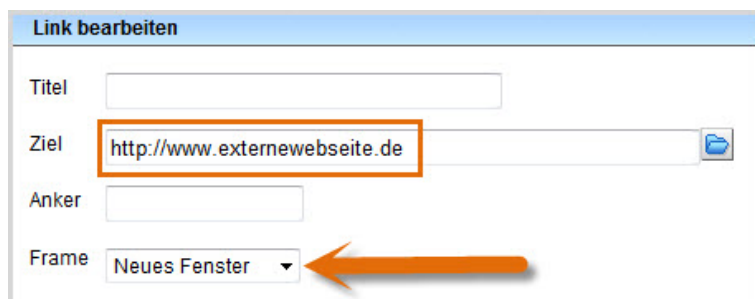 Link bearbeiten
Titel
Ziel http://www.externewebseite.de
Anker
Frame Neues Fenster